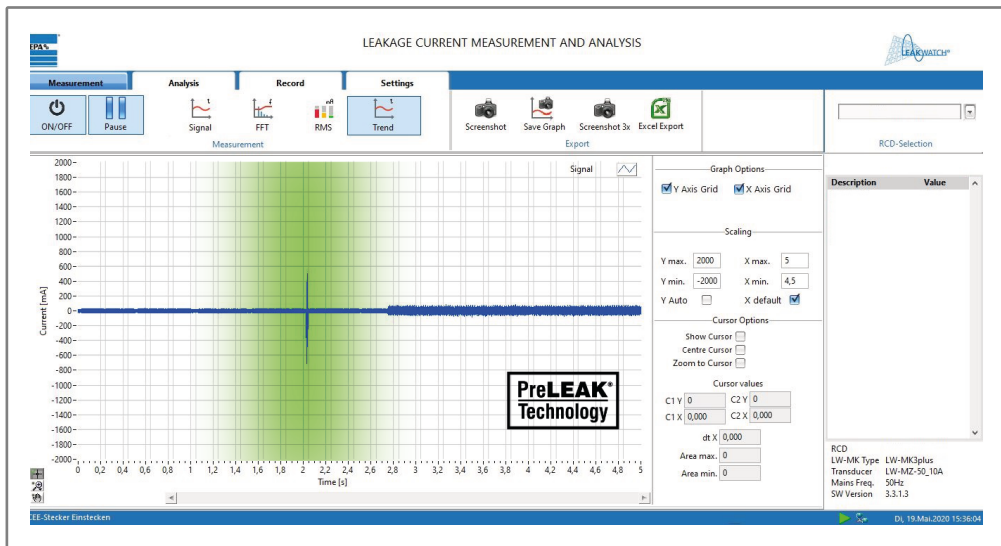 EPA%
LEAKAGE CURRENT MEASUREMENT AND ANALYSIS
LEAKWATCH®
Measurement Analysis Record Settings
ON/OFF Pause Signal FFT RMS Trend Screenshot Save Graph Screenshot 3x Excel Export
Measurement Export RCD-Selection
Signal
2000
1800
1600
1400
1200
1000
800
600
400
200
0
-200
-400
-600
-800
-1000
-1200
-1400
-1600
-1800
-2000
Current [mA]
0 0,2 0,4 0,6 0,8 1 1,2 1,4 1,6 1,8 2 2,2 2,4 2,6 2,8 3 3,2 3,4 3,6 3,8 4 4,2 4,4 4,6 4,8 5
Time [s]
PreLEAK®
Technology
Graph Options
Y Axis Grid X Axis Grid
Scaling
Y max. 2000 X max. 5
Y min. -2000 X min. 4,5
Y Auto X default
Cursor Options
Show Cursor
Centre Cursor
Zoom to Cursor
Cursor values
C1 Y 0 C2 Y 0
C1 X 0,000 C2 X 0,000
dt X 0,000
Area max. 0
Area min. 0
Description Value
RCD
LW-MK Type LW-MK3plus
Transducer LW-MZ-50_10A
Mains Freq. 50Hz
SW Version 3.3.1.3
CEE-Stecker Einstecken Di, 19.Mai.2020 15:36:04